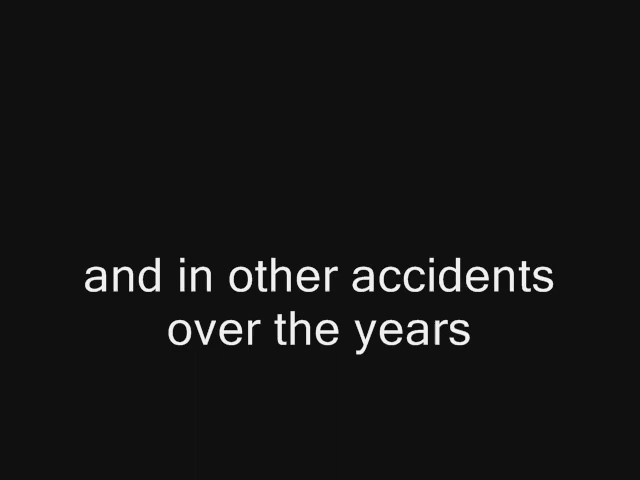 and in other accidents
over the years